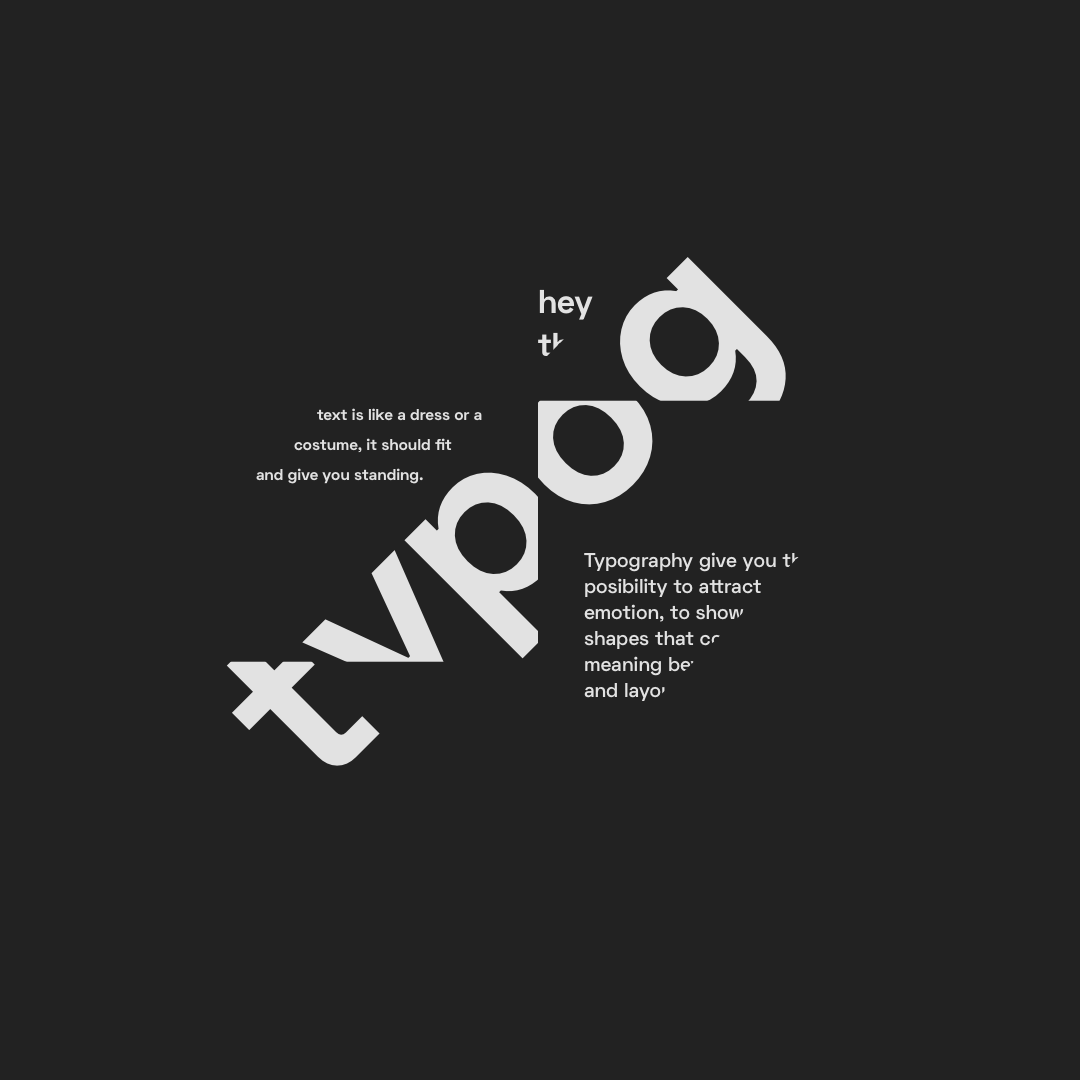 hey
text is like a dress or a
costume, it should fit
and give you standing.
typog
Typography give you
posibility to attract
emotion, to show
shapes that
meaning
and